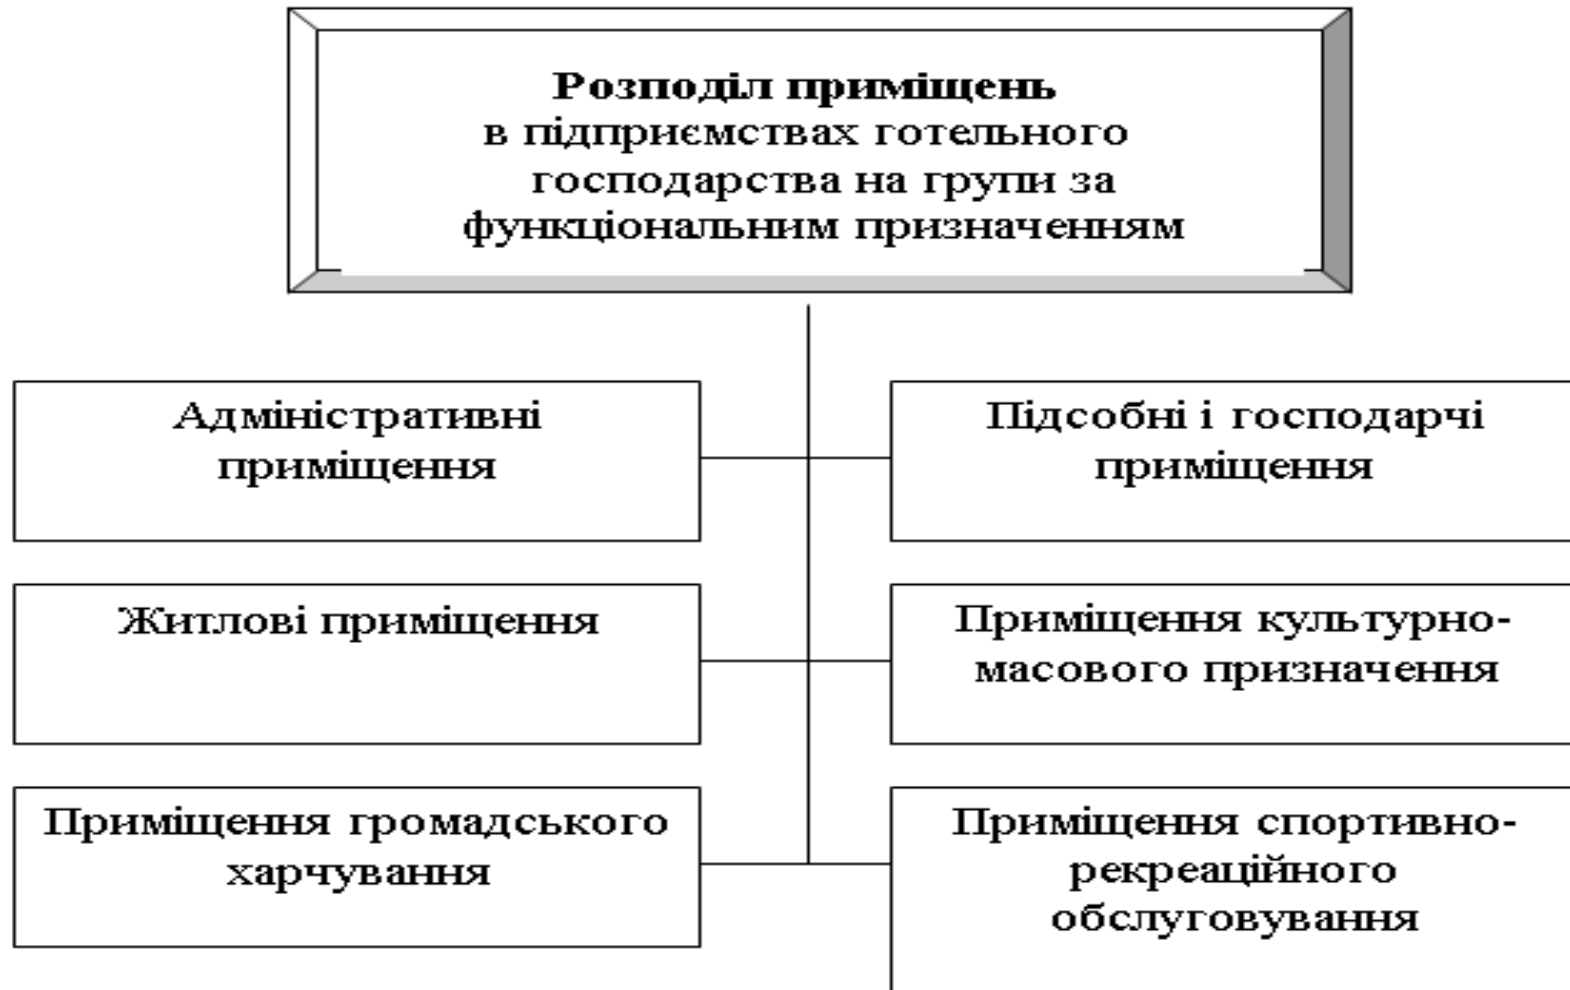 Розподіл приміщень
в підприємствах готельного
господарства на групи за
функціональним призначенням
Адміністративні
приміщення
Підсобні і господарчі
приміщення
Житлові приміщення
Приміщення культурно-
масового призначення
Приміщення громадського
харчування
Приміщення спортивно-
рекреаційного
обслуговування